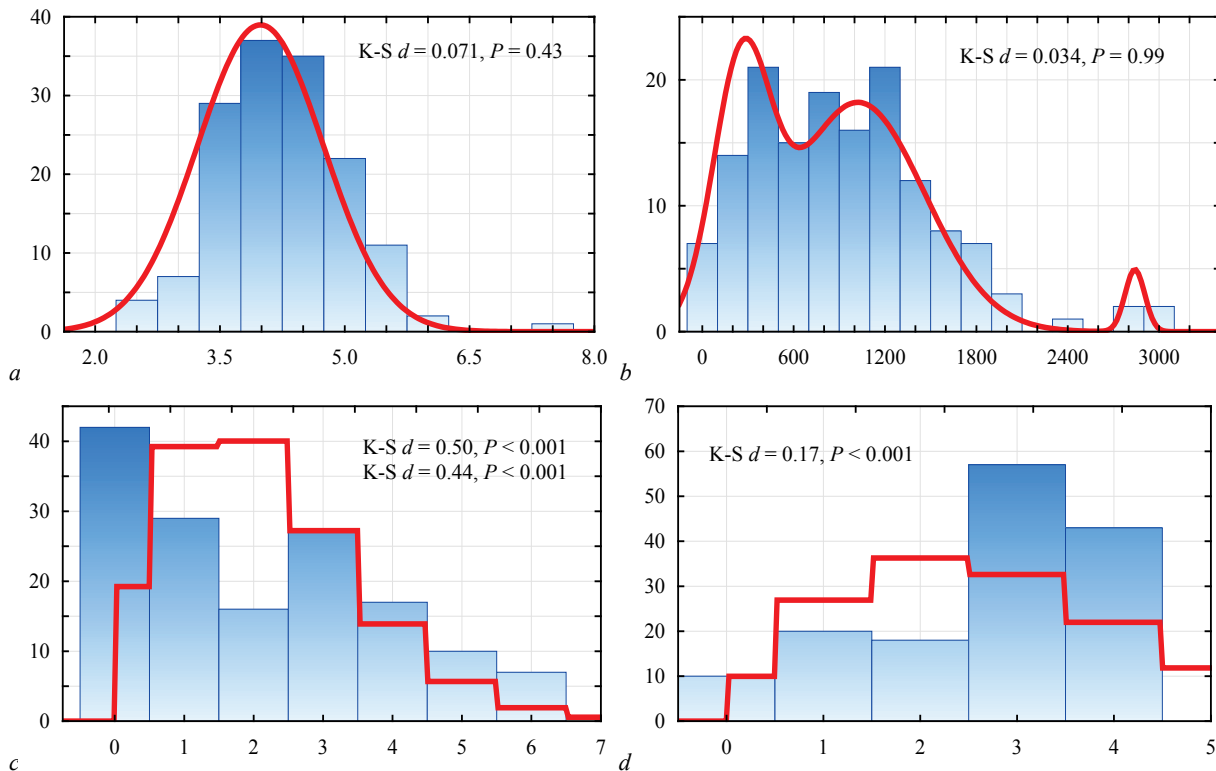 40
30
20
10
0
K-S d = 0.071, P = 0.43
2.0 3.5 5.0 6.5 8.0
a
20
10
0
K-S d = 0.034, P = 0.99
0 600 1200 1800 2400 3000
b
40
30
20
10
0
K-S d = 0.50, P < 0.001
K-S d = 0.44, P < 0.001
0 1 2 3 4 5 6 7
c
70
60
50
40
30
20
10
0
K-S d = 0.17, P < 0.001
0 1 2 3 4 5
d